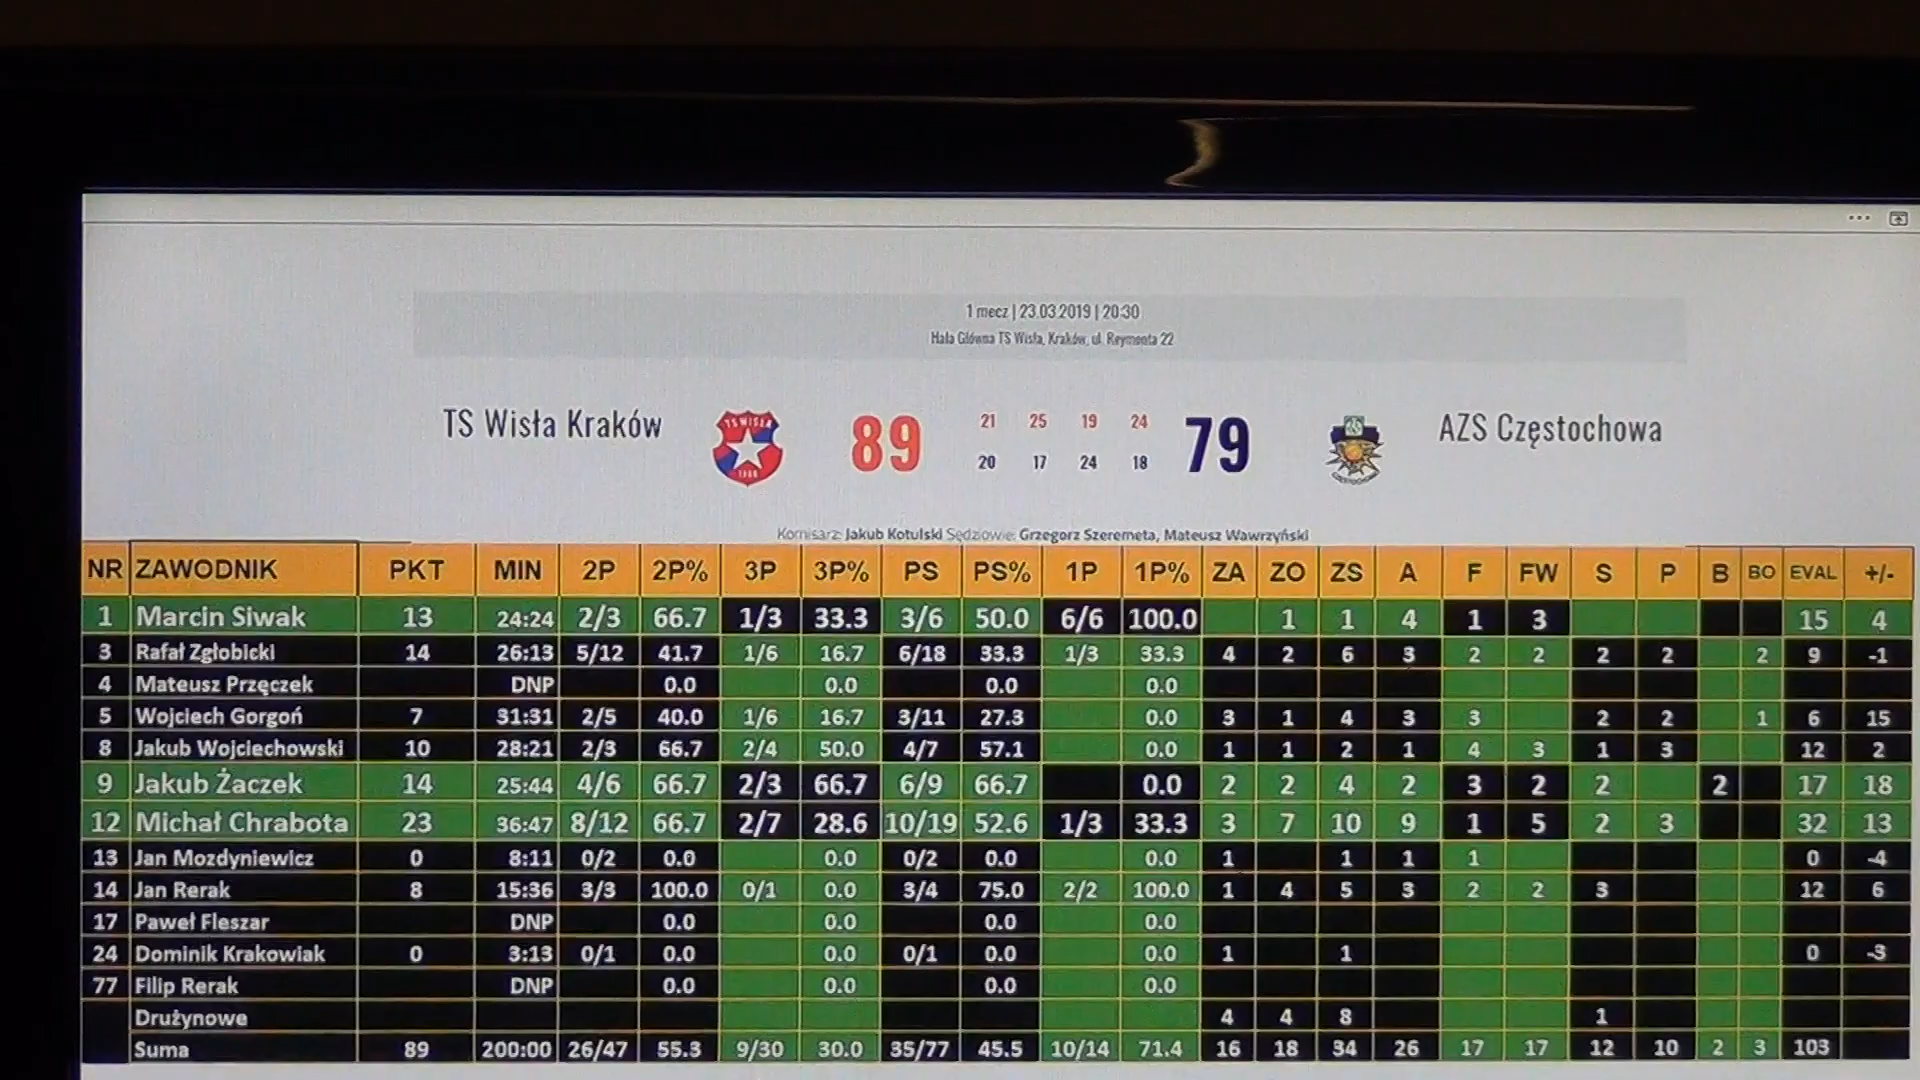 1 mecz | 23.03.2019 | 20:30
Hala Główna TS Wisła, Kraków, ul. Reymonta 22
TS Wisła Kraków TS WISŁA 1906 89 21 25 19 24 79 AZS Częstochowa
20 17 24 18
Komisarz: Jakub Kotulski Sędziowie: Grzegorz Szeremeta, Mateusz Wawrzyński
NR ZAWODNIK PKT MIN 2P 2P% 3P 3P% PS PS% 1P 1P% ZA ZO ZS A F FW S P B BO EVAL +/-
1 Marcin Siwak 13 24:24 2/3 66.7 1/3 33.3 3/6 50.0 6/6 100.0 1 1 4 1 3 15 4
3 Rafał Zgłobicki 14 26:13 5/12 41.7 1/6 16.7 6/18 33.3 1/3 33.3 4 2 6 3 2 2 2 2 2 9 -1
4 Mateusz Przęczek DNP 0.0 0.0 0.0 0.0
5 Wojciech Gorgoń 7 31:31 2/5 40.0 1/6 16.7 3/11 27.3 0.0 3 1 4 3 3 2 2 1 6 15
8 Jakub Wojciechowski 10 28:21 2/3 66.7 2/4 50.0 4/7 57.1 0.0 1 1 2 1 4 3 1 3 12 2
9 Jakub Żaczek 14 25:44 4/6 66.7 2/3 66.7 6/9 66.7 0.0 2 2 4 2 3 2 2 2 17 18
12 Michał Chrabota 23 36:47 8/12 66.7 2/7 28.6 10/19 52.6 1/3 33.3 3 7 10 9 1 5 2 3 32 13
13 Jan Mozdyniewicz 0 8:11 0/2 0.0 0.0 0/2 0.0 0.0 1 1 1 1 0 -4
14 Jan Rerak 8 15:36 3/3 100.0 0/1 0.0 3/4 75.0 2/2 100.0 1 4 5 3 2 2 3 12 6
17 Paweł Fleszar DNP 0.0 0.0 0.0 0.0
24 Dominik Krakowiak 0 3:13 0/1 0.0 0.0 0/1 0.0 0.0 1 1 0 -3
77 Filip Rerak DNP 0.0 0.0 0.0 0.0
Drużynowe 4 4 8 1
Suma 89 200:00 26/47 55.3 9/30 30.0 35/77 45.5 10/14 71.4 16 18 34 26 17 17 12 10 2 3 103